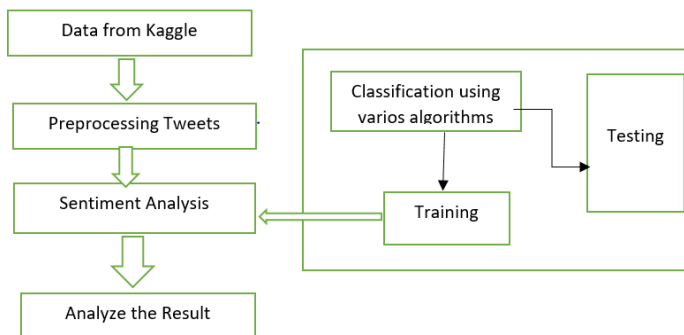 Data from Kaggle
Preprocessing Tweets
Sentiment Analysis
Analyze the Result
Classification using
varios algorithms
Training
Testing